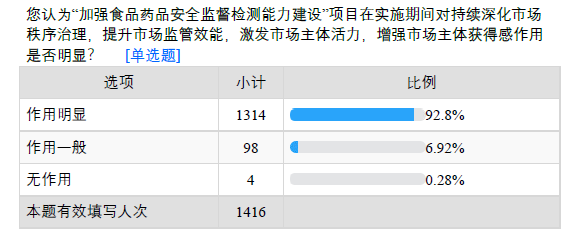 您认为“加强食品药品安全监督检测能力建设”项目在实施期间对持续深化市场
秩序治理，提升市场监管效能，激发市场主体活力，增强市场主体获得感作用
是否明显？ [单选题]
选项 小计 比例
作用明显 1314 92.8%
作用一般 98 6.92%
无作用 4 0.28%
本题有效填写人次 1416